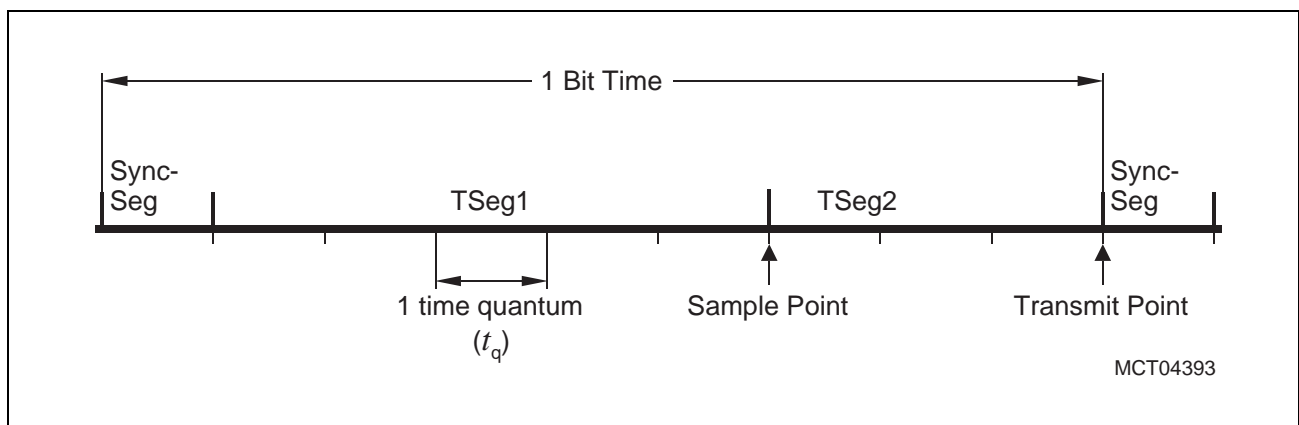 1 Bit Time
Sync-
Seg
TSeg1
TSeg2
Sync-
Seg
1 time quantum
(tq)
Sample Point
Transmit Point
MCT04393